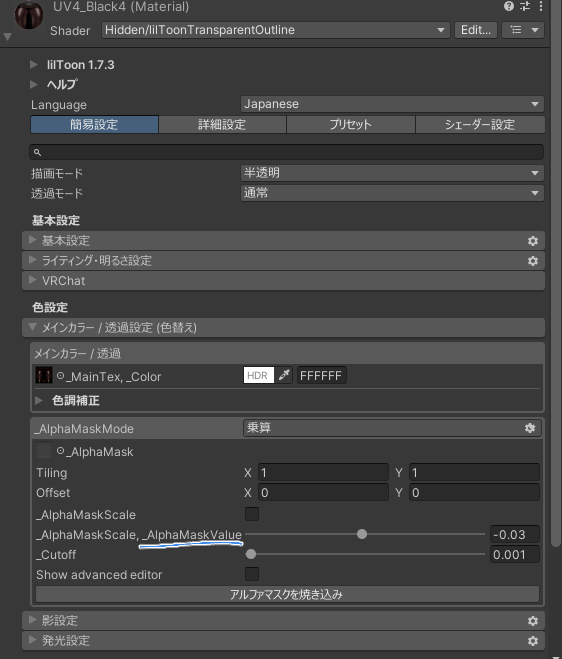 UV4_Black4 (Material)
Shader Hidden/lilToonTransparentOutline Edit...
lilToon 1.7.3
ヘルプ
Language Japanese
簡易設定 詳細設定 プリセット シェーダー設定
描画モード 半透明
透過モード 通常
基本設定
基本設定
ライティング・明るさ設定
VRChat
色設定
メインカラー / 透過設定 (色替え)
メインカラー / 透過
_MainTex, _Color HDR FFFFFF
色調補正
_AlphaMaskMode 乗算
_AlphaMask
Tiling X 1 Y 1
Offset X 0 Y 0
_AlphaMaskScale
_AlphaMaskScale, _AlphaMaskValue -0.03
_Cutoff 0.001
Show advanced editor
アルファマスクを焼き込み
影設定
発光設定